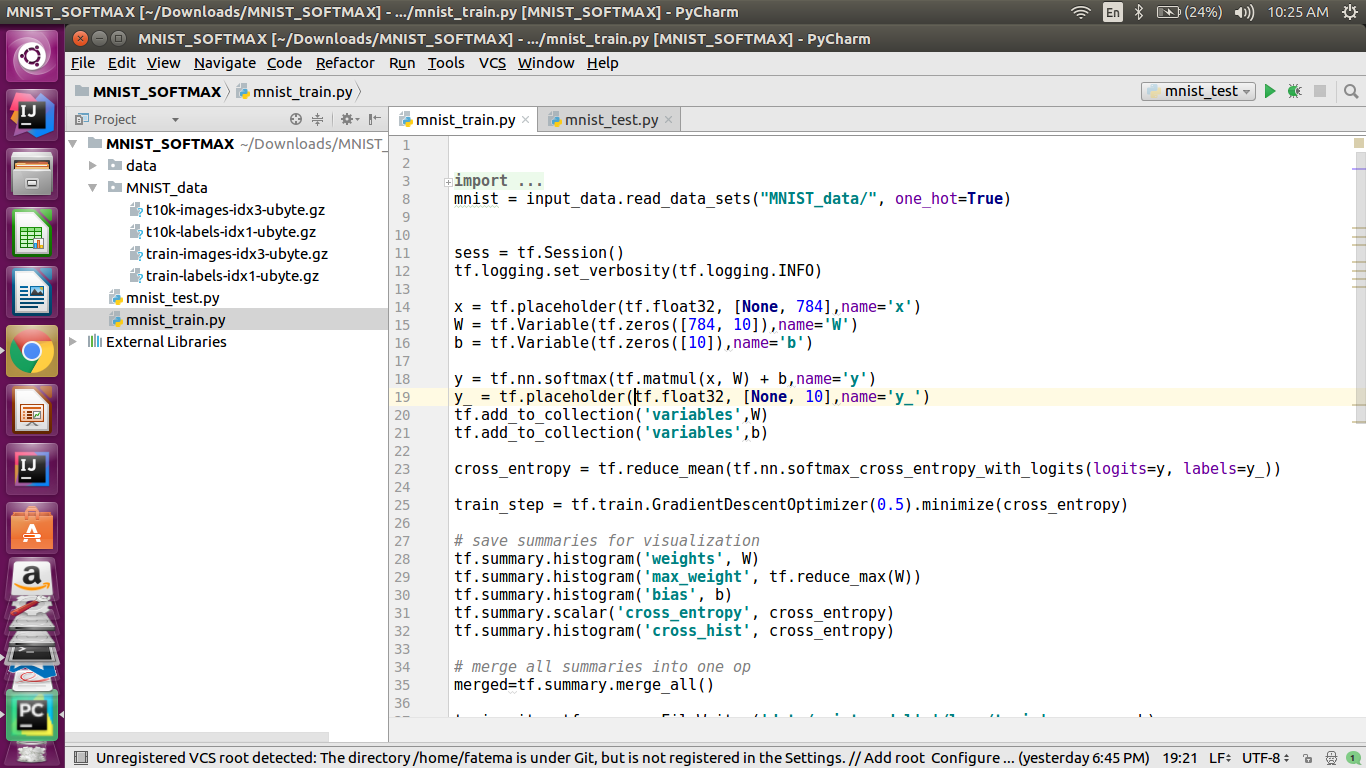 MNIST_SOFTMAX [~/Downloads/MNIST_SOFTMAX] - .../mnist_train.py [MNIST_SOFTMAX] - PyCharm
En
(24%)
10:25 AM
MNIST_SOFTMAX [~/Downloads/MNIST_SOFTMAX] - .../mnist_train.py [MNIST_SOFTMAX] - PyCharm
File Edit View Navigate Code Refactor Run Tools VCS Window Help
MNIST_SOFTMAX mnist_train.py
mnist_test
Project
mnist_train.py
mnist_test.py
MNIST_SOFTMAX ~/Downloads/MNIST_
data
MNIST_data
t10k-images-idx3-ubyte.gz
t10k-labels-idx1-ubyte.gz
train-images-idx3-ubyte.gz
train-labels-idx1-ubyte.gz
mnist_test.py
mnist_train.py
External Libraries
1
2
3 import ...
8 mnist = input_data.read_data_sets("MNIST_data/", one_hot=True)
9
10
11 sess = tf.Session()
12 tf.logging.set_verbosity(tf.logging.INFO)
13
14 x = tf.placeholder(tf.float32, [None, 784],name='x')
15 W = tf.Variable(tf.zeros([784, 10]),name='W')
16 b = tf.Variable(tf.zeros([10]),name='b')
17
18 y = tf.nn.softmax(tf.matmul(x, W) + b,name='y')
19 y_ = tf.placeholder(tf.float32, [None, 10],name='y_')
20 tf.add_to_collection('variables',W)
21 tf.add_to_collection('variables',b)
22
23 cross_entropy = tf.reduce_mean(tf.nn.softmax_cross_entropy_with_logits(logits=y, labels=y_))
24
25 train_step = tf.train.GradientDescentOptimizer(0.5).minimize(cross_entropy)
26
27 # save summaries for visualization
28 tf.summary.histogram('weights', W)
29 tf.summary.histogram('max_weight', tf.reduce_max(W))
30 tf.summary.histogram('bias', b)
31 tf.summary.scalar('cross_entropy', cross_entropy)
32 tf.summary.histogram('cross_hist', cross_entropy)
33
34 # merge all summaries into one op
35 merged=tf.summary.merge_all()
36
IJ
IJ
a
PC
Unregistered VCS root detected: The directory /home/fatema is under Git, but is not registered in the Settings. // Add root Configure ... (yesterday 6:45 PM) 19:21 LF UTF-8 1